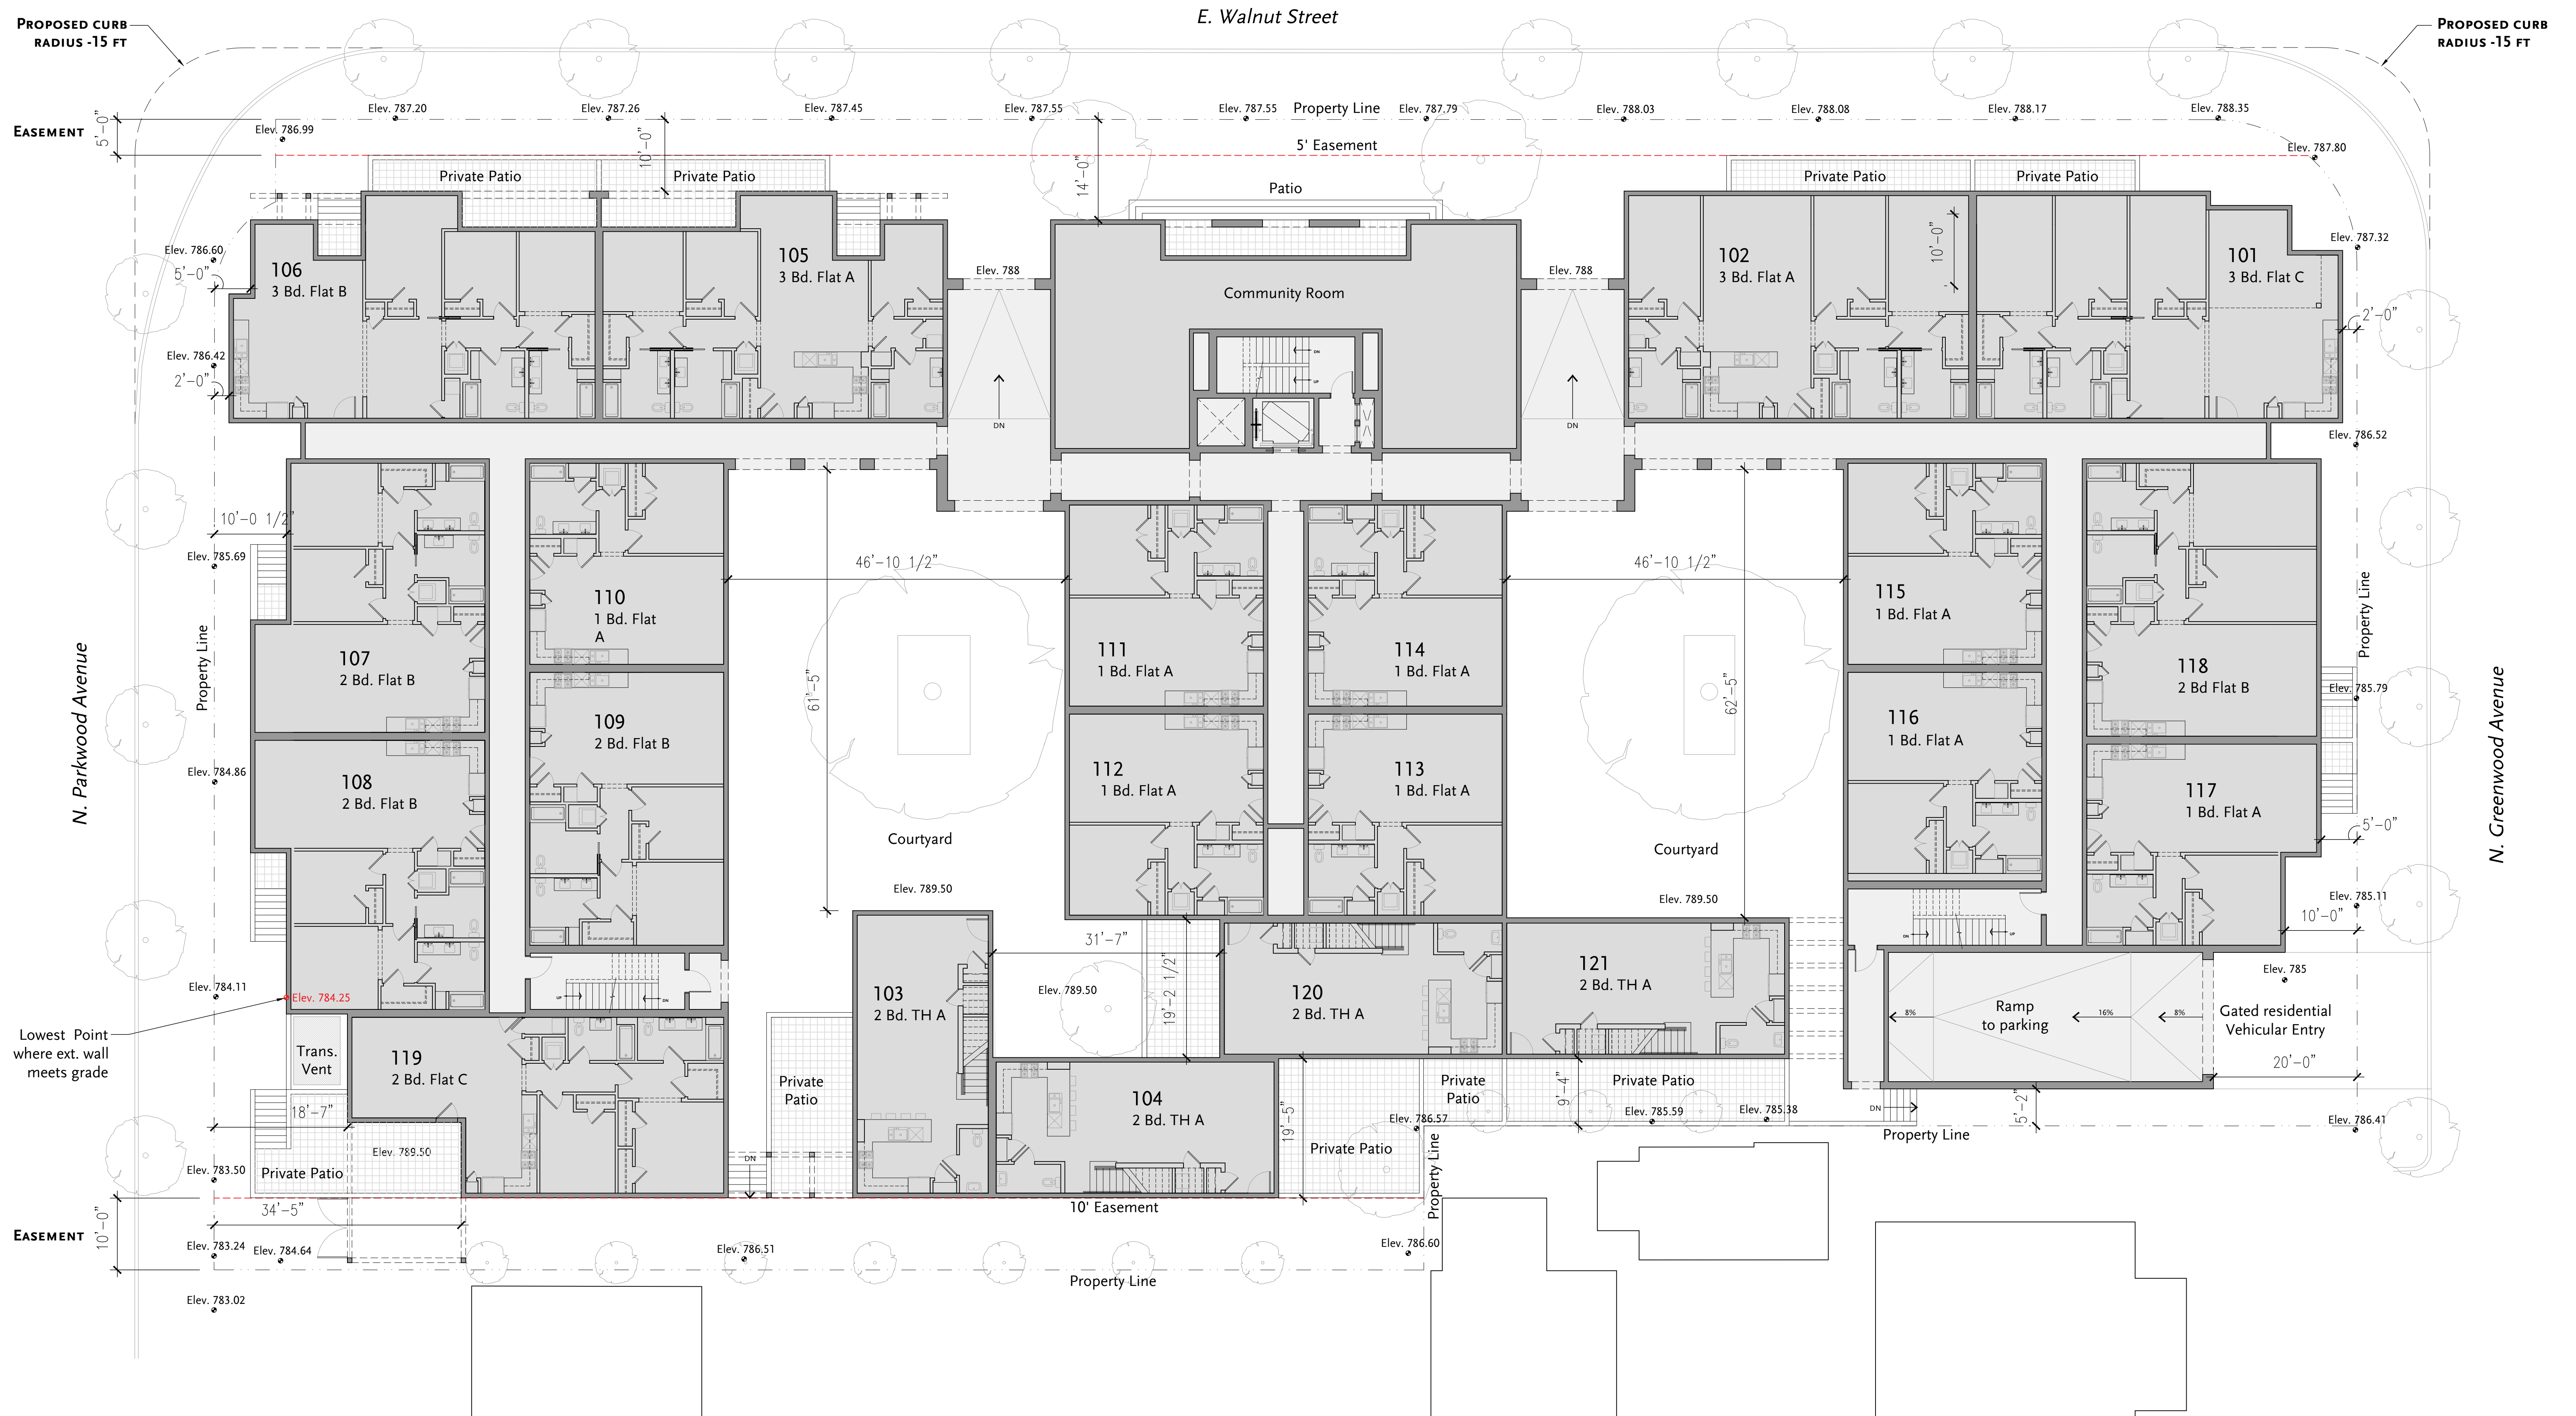 E. Walnut Street
Proposed curb
radius -15 ft
Proposed curb
radius -15 ft
Easement
5'-0"
Elev. 786.99
Elev. 787.20
Elev. 787.26
10'-0"
Elev. 787.45
Elev. 787.55
14'-0"
Elev. 787.55
Property Line
Elev. 787.79
Elev. 788.03
Elev. 788.08
Elev. 788.17
Elev. 788.35
Elev. 787.80
5' Easement
Private Patio
Private Patio
Patio
Private Patio
Private Patio
Elev. 786.60
5'-0"
106
3 Bd. Flat B
105
3 Bd. Flat A
Elev. 788
Community Room
Elev. 788
102
3 Bd. Flat A
10'-0"
101
3 Bd. Flat C
Elev. 787.32
2'-0"
Elev. 786.42
2'-0"
DN
DN
UP
DN
Elev. 786.52
10'-0 1/2"
Elev. 785.69
46'-10 1/2"
46'-10 1/2"
110
1 Bd. Flat
A
115
1 Bd. Flat A
Property Line
Property Line
N. Parkwood Avenue
N. Greenwood Avenue
107
2 Bd. Flat B
61'-5"
111
1 Bd. Flat A
114
1 Bd. Flat A
62'-5"
118
2 Bd Flat B
Elev. 785.79
109
2 Bd. Flat B
116
1 Bd. Flat A
Elev. 784.86
108
2 Bd. Flat B
112
1 Bd. Flat A
113
1 Bd. Flat A
117
1 Bd. Flat A
5'-0"
Courtyard
Courtyard
Elev. 789.50
Elev. 789.50
Elev. 785.11
10'-0"
31'-7"
19'-2 1/2"
DN
UP
Elev. 784.11
Elev. 784.25
UP
DN
103
2 Bd. TH A
Elev. 789.50
120
2 Bd. TH A
121
2 Bd. TH A
Elev. 785
8%
Ramp
to parking
16%
8%
Gated residential
Vehicular Entry
Lowest Point
where ext. wall
meets grade
Trans.
Vent
119
2 Bd. Flat C
20'-0"
Private
Patio
104
2 Bd. TH A
Private
Patio
9'-4"
Private Patio
18'-7"
19'-5"
Elev. 786.57
Elev. 785.59
Elev. 785.38
DN
5'-2"
Elev. 786.41
Property Line
Elev. 789.50
Private Patio
Private Patio
DN
Property Line
Elev. 783.50
34'-5"
10' Easement
Easement
10'-0"
Elev. 783.24
Elev. 784.64
Elev. 786.51
Elev. 786.60
Property Line
Elev. 783.02